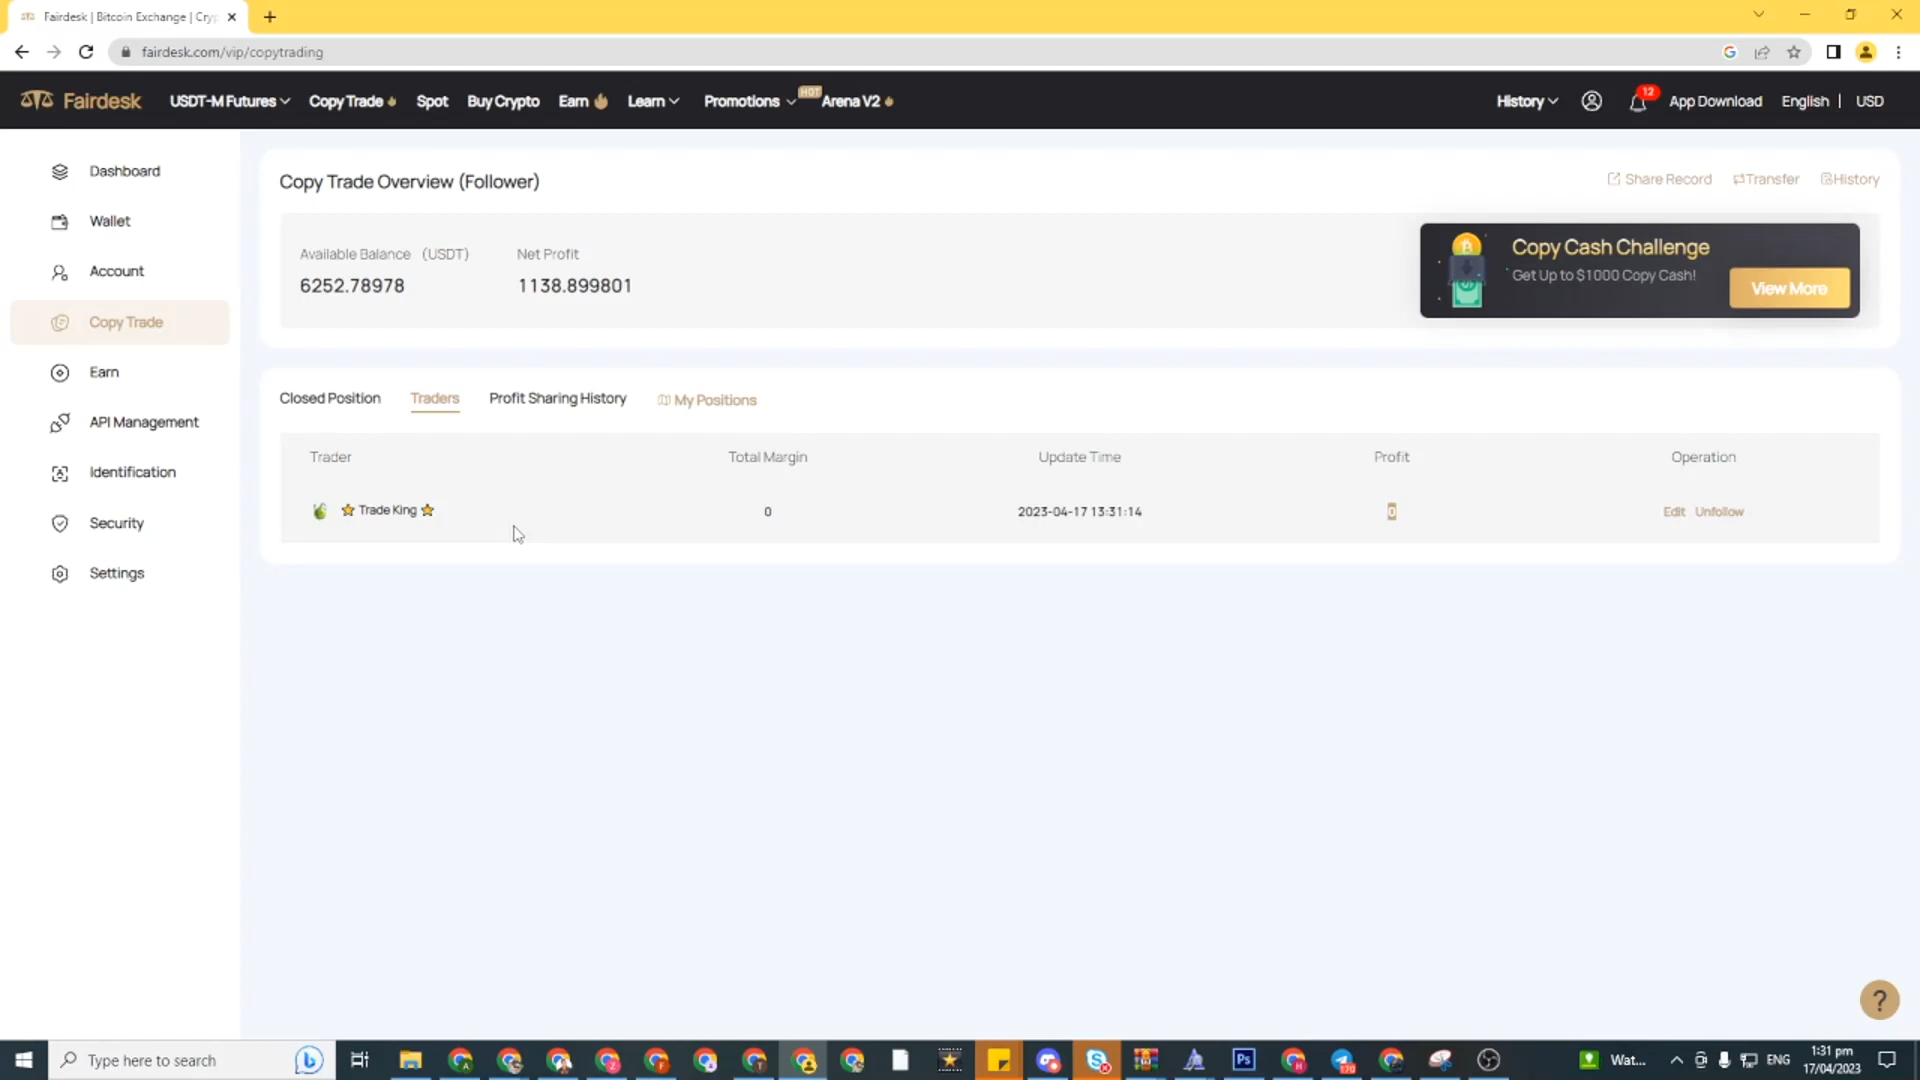 Fairdesk | Bitcoin Exchange | Cryp
fairdesk.com/vip/copytrading
Fairdesk USDT-M Futures Copy Trade Spot Buy Crypto Earn Learn Promotions HOT Arena V2 History 12 App Download English | USD
Dashboard
Wallet
Account
Copy Trade
Earn
API Management
Identification
Security
Settings
Copy Trade Overview (Follower)
Share Record Transfer History
Available Balance (USDT) Net Profit
6252.78978 1138.899801
Copy Cash Challenge
Get Up to $1000 Copy Cash!
View More
Closed Position Traders Profit Sharing History My Positions
Trader Total Margin Update Time Profit Operation
Trade King 0 2023-04-17 13:31:14 0 Edit Unfollow
?
Type here to search
Ps
Wat...
ENG
1:31 pm
17/04/2023